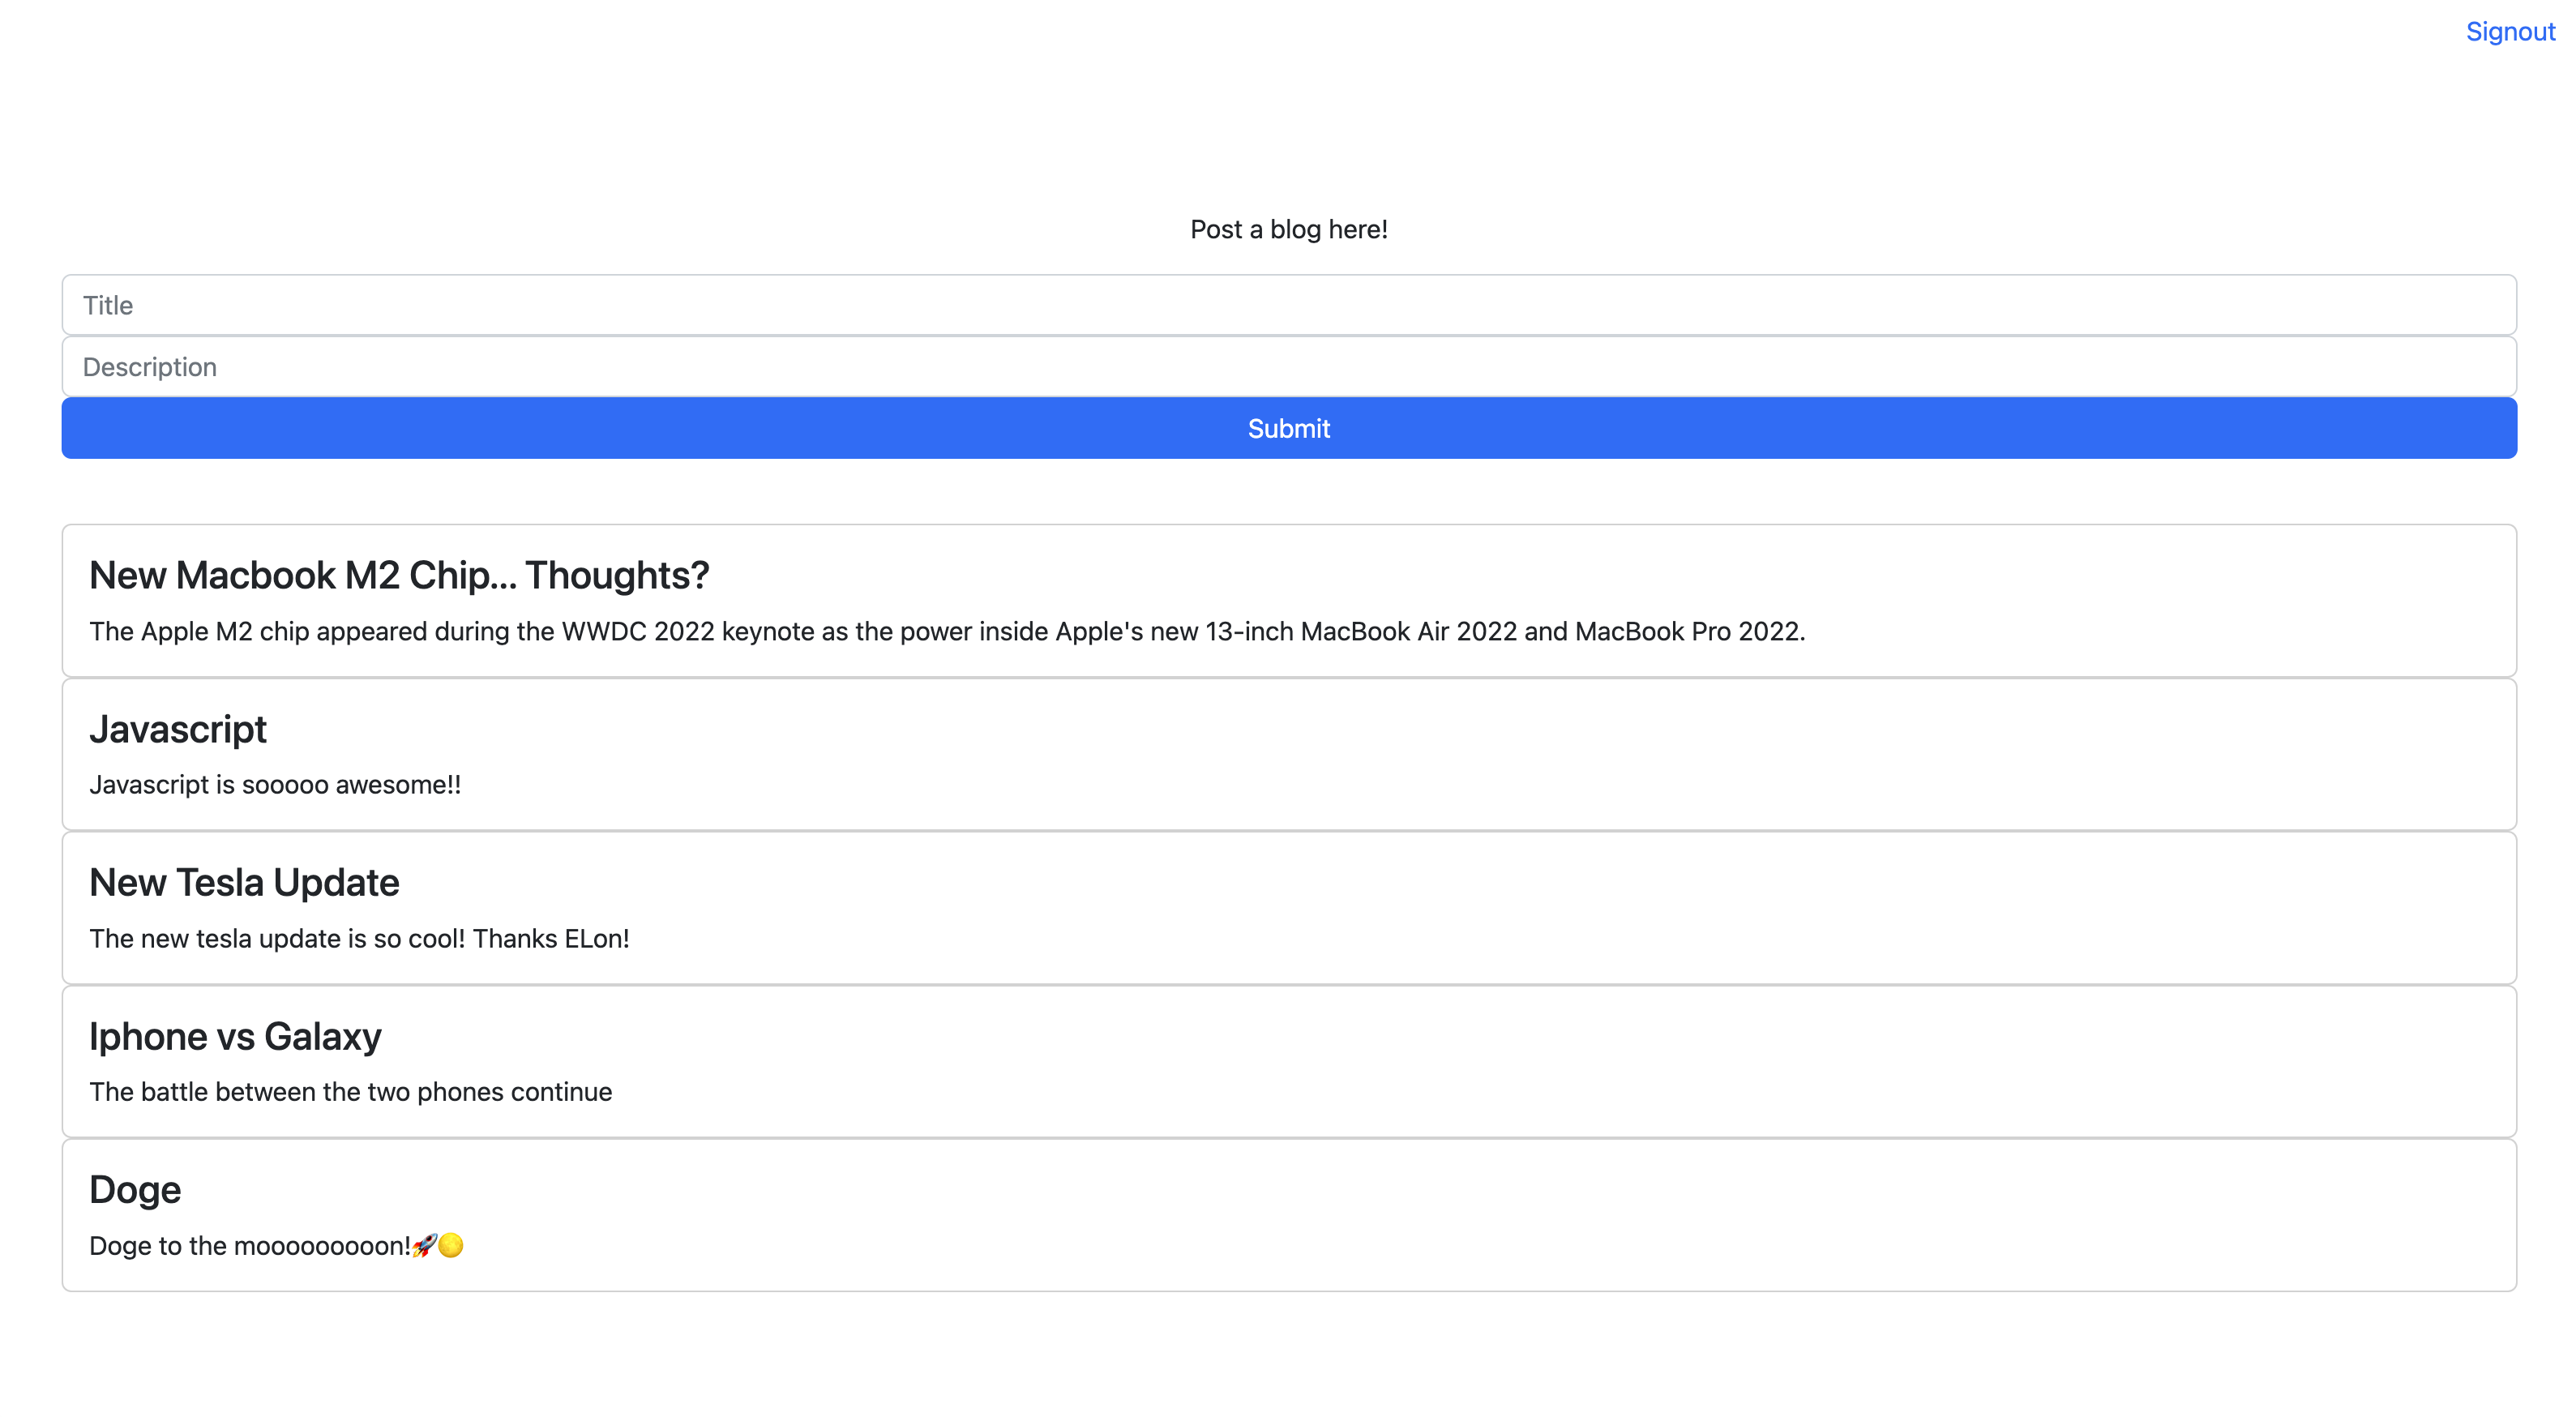 Signout
Post a blog here!
Title
Description
Submit
New Macbook M2 Chip... Thoughts?
The Apple M2 chip appeared during the WWDC 2022 keynote as the power inside Apple's new 13-inch MacBook Air 2022 and MacBook Pro 2022.
Javascript
Javascript is sooooo awesome!!
New Tesla Update
The new tesla update is so cool! Thanks ELon!
Iphone vs Galaxy
The battle between the two phones continue
Doge
Doge to the mooooooooon!🚀🌕